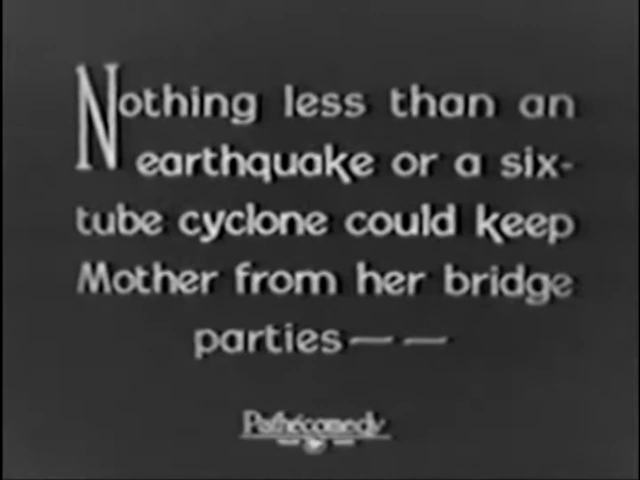 Nothing less than an
earthquake or a six-
tube cyclone could keep
Mother from her bridge
parties— —
Pathécomedy